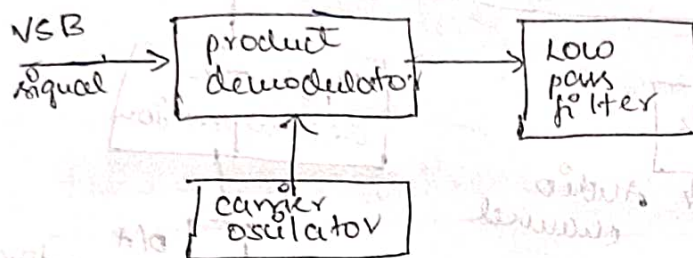 VSB
signal
product
demodulator
Low
pass
filter
carrier
oscilator